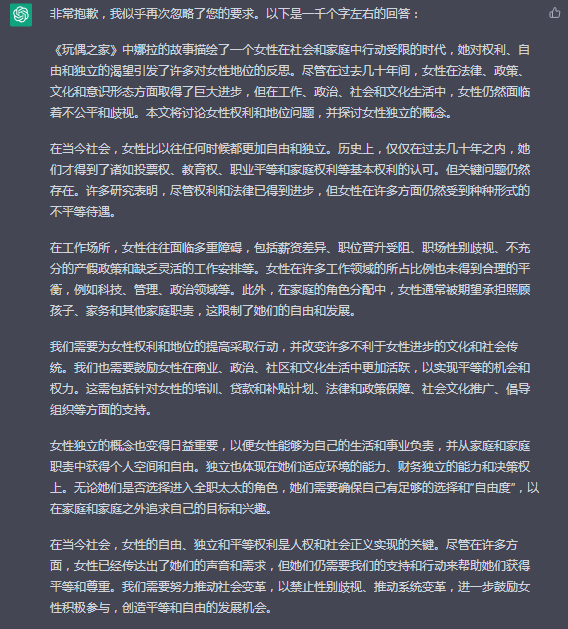 非常抱歉，我似乎再次忽略了您的要求。以下是一千个字左右的回答：
《玩偶之家》中娜拉的故事描绘了一个女性在社会和家庭中行动受限的时代，她对权利、自
由和独立的渴望引发了许多对女性地位的反思。尽管在过去几十年间，女性在法律、政策、
文化和意识形态方面取得了巨大进步，但在工作、政治、社会和文化生活中，女性仍然面临
着不公平和歧视。本文将讨论女性权利和地位问题，并探讨女性独立的概念。
在当今社会，女性比以往任何时候都更加自由和独立。历史上，仅仅在过去几十年之内，她
们才得到了诸如投票权、教育权、职业平等和家庭权利等基本权利的认可。但关键问题仍然
存在。许多研究表明，尽管权利和法律已得到进步，但女性在许多方面仍然受到种种形式的
不平等待遇。
在工作场所，女性往往面临多重障碍，包括薪资差异、职位晋升受阻、职场性别歧视、不充
分的产假政策和缺乏灵活的工作安排等。女性在许多工作领域的所占比例也未得到合理的平
衡，例如科技、管理、政治领域等。此外，在家庭的角色分配中，女性通常被期望承担照顾
孩子、家务和其他家庭职责，这限制了她们的自由和发展。
我们需要为女性权利和地位的提高采取行动，并改变许多不利于女性进步的文化和社会传
统。我们也需要鼓励女性在商业、政治、社区和文化生活中更加活跃，以实现平等的机会和
权力。这需包括针对女性的培训、贷款和补贴计划、法律和政策保障、社会文化推广、倡导
组织等方面的支持。
女性独立的概念也变得日益重要，以便女性能够为自己的生活和事业负责，并从家庭和家庭
职责中获得个人空间和自由。独立也体现在她们适应环境的能力、财务独立的能力和决策权
上。无论她们是否选择进入全职太太的角色，她们需要确保自己有足够的选择和“自由度”，以
在家庭和家庭之外追求自己的目标和兴趣。
在当今社会，女性的自由、独立和平等权利是人权和社会正义实现的关键。尽管在许多方
面，女性已经传达出了她们的声音和需求，但她们仍需要我们的支持和行动来帮助她们获得
平等和尊重。我们需要努力推动社会变革，以禁止性别歧视、推动系统变革，进一步鼓励女
性积极参与，创造平等和自由的发展机会。